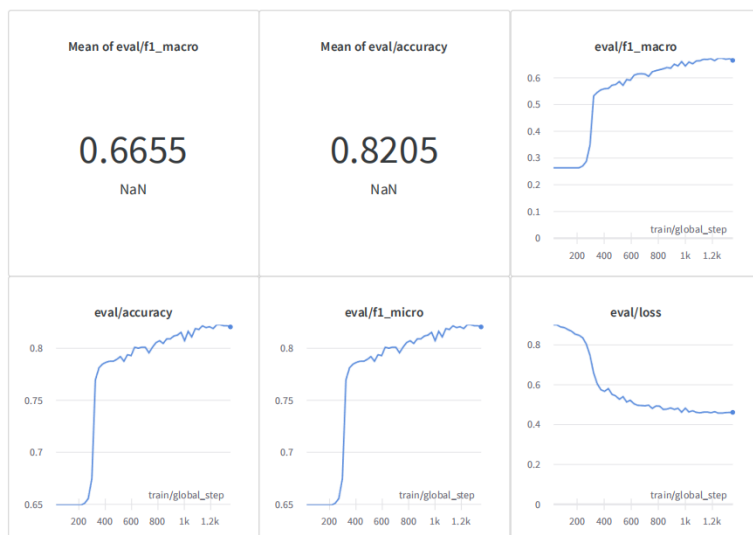 Mean of eval/f1_macro
0.6655
NaN
Mean of eval/accuracy
0.8205
NaN
eval/f1_macro
0.6
0.5
0.4
0.3
0.2
0.1
0
train/global_step
200 400 600 800 1k 1.2k
eval/accuracy
0.8
0.75
0.7
0.65
train/global_step
200 400 600 800 1k 1.2k
eval/f1_micro
0.8
0.75
0.7
0.65
train/global_step
200 400 600 800 1k 1.2k
eval/loss
0.8
0.6
0.4
0.2
0
train/global_step
200 400 600 800 1k 1.2k